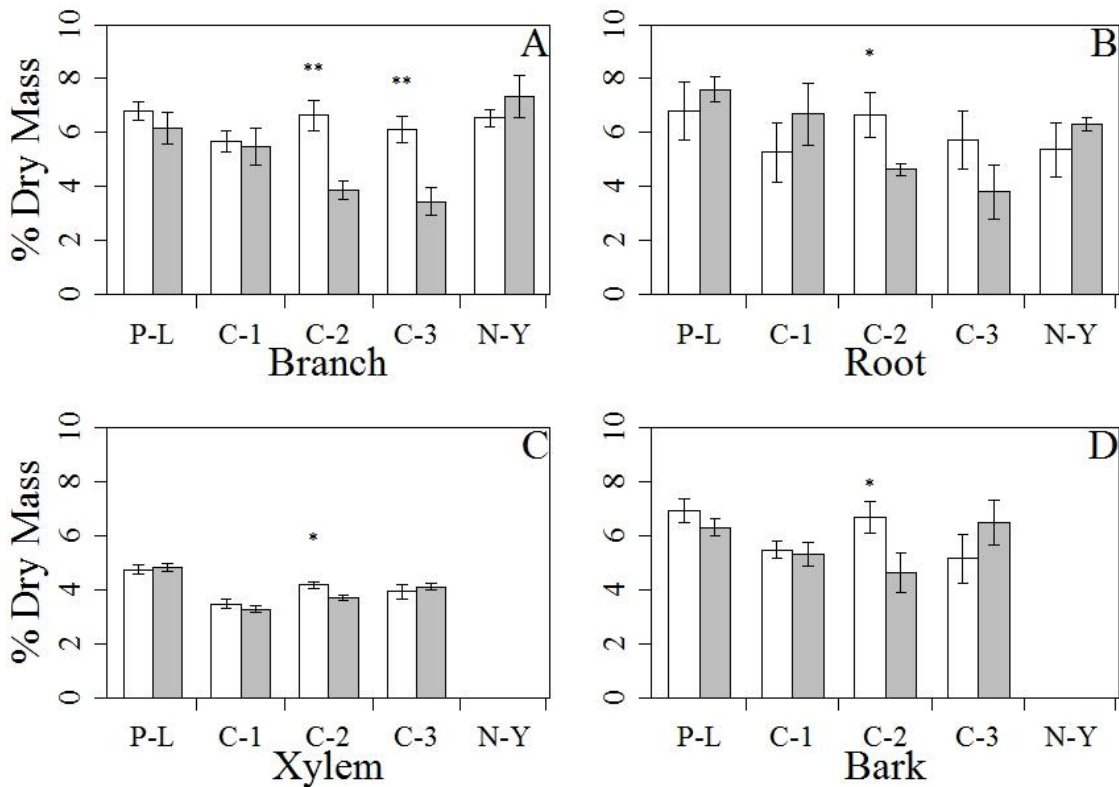 A
% Dry Mass
0 2 4 6 8 10
** **
P-L C-1 C-2 C-3 N-Y
Branch
B
0 2 4 6 8 10
*
P-L C-1 C-2 C-3 N-Y
Root
C
% Dry Mass
0 2 4 6 8 10
*
P-L C-1 C-2 C-3 N-Y
Xylem
D
0 2 4 6 8 10
*
P-L C-1 C-2 C-3 N-Y
Bark